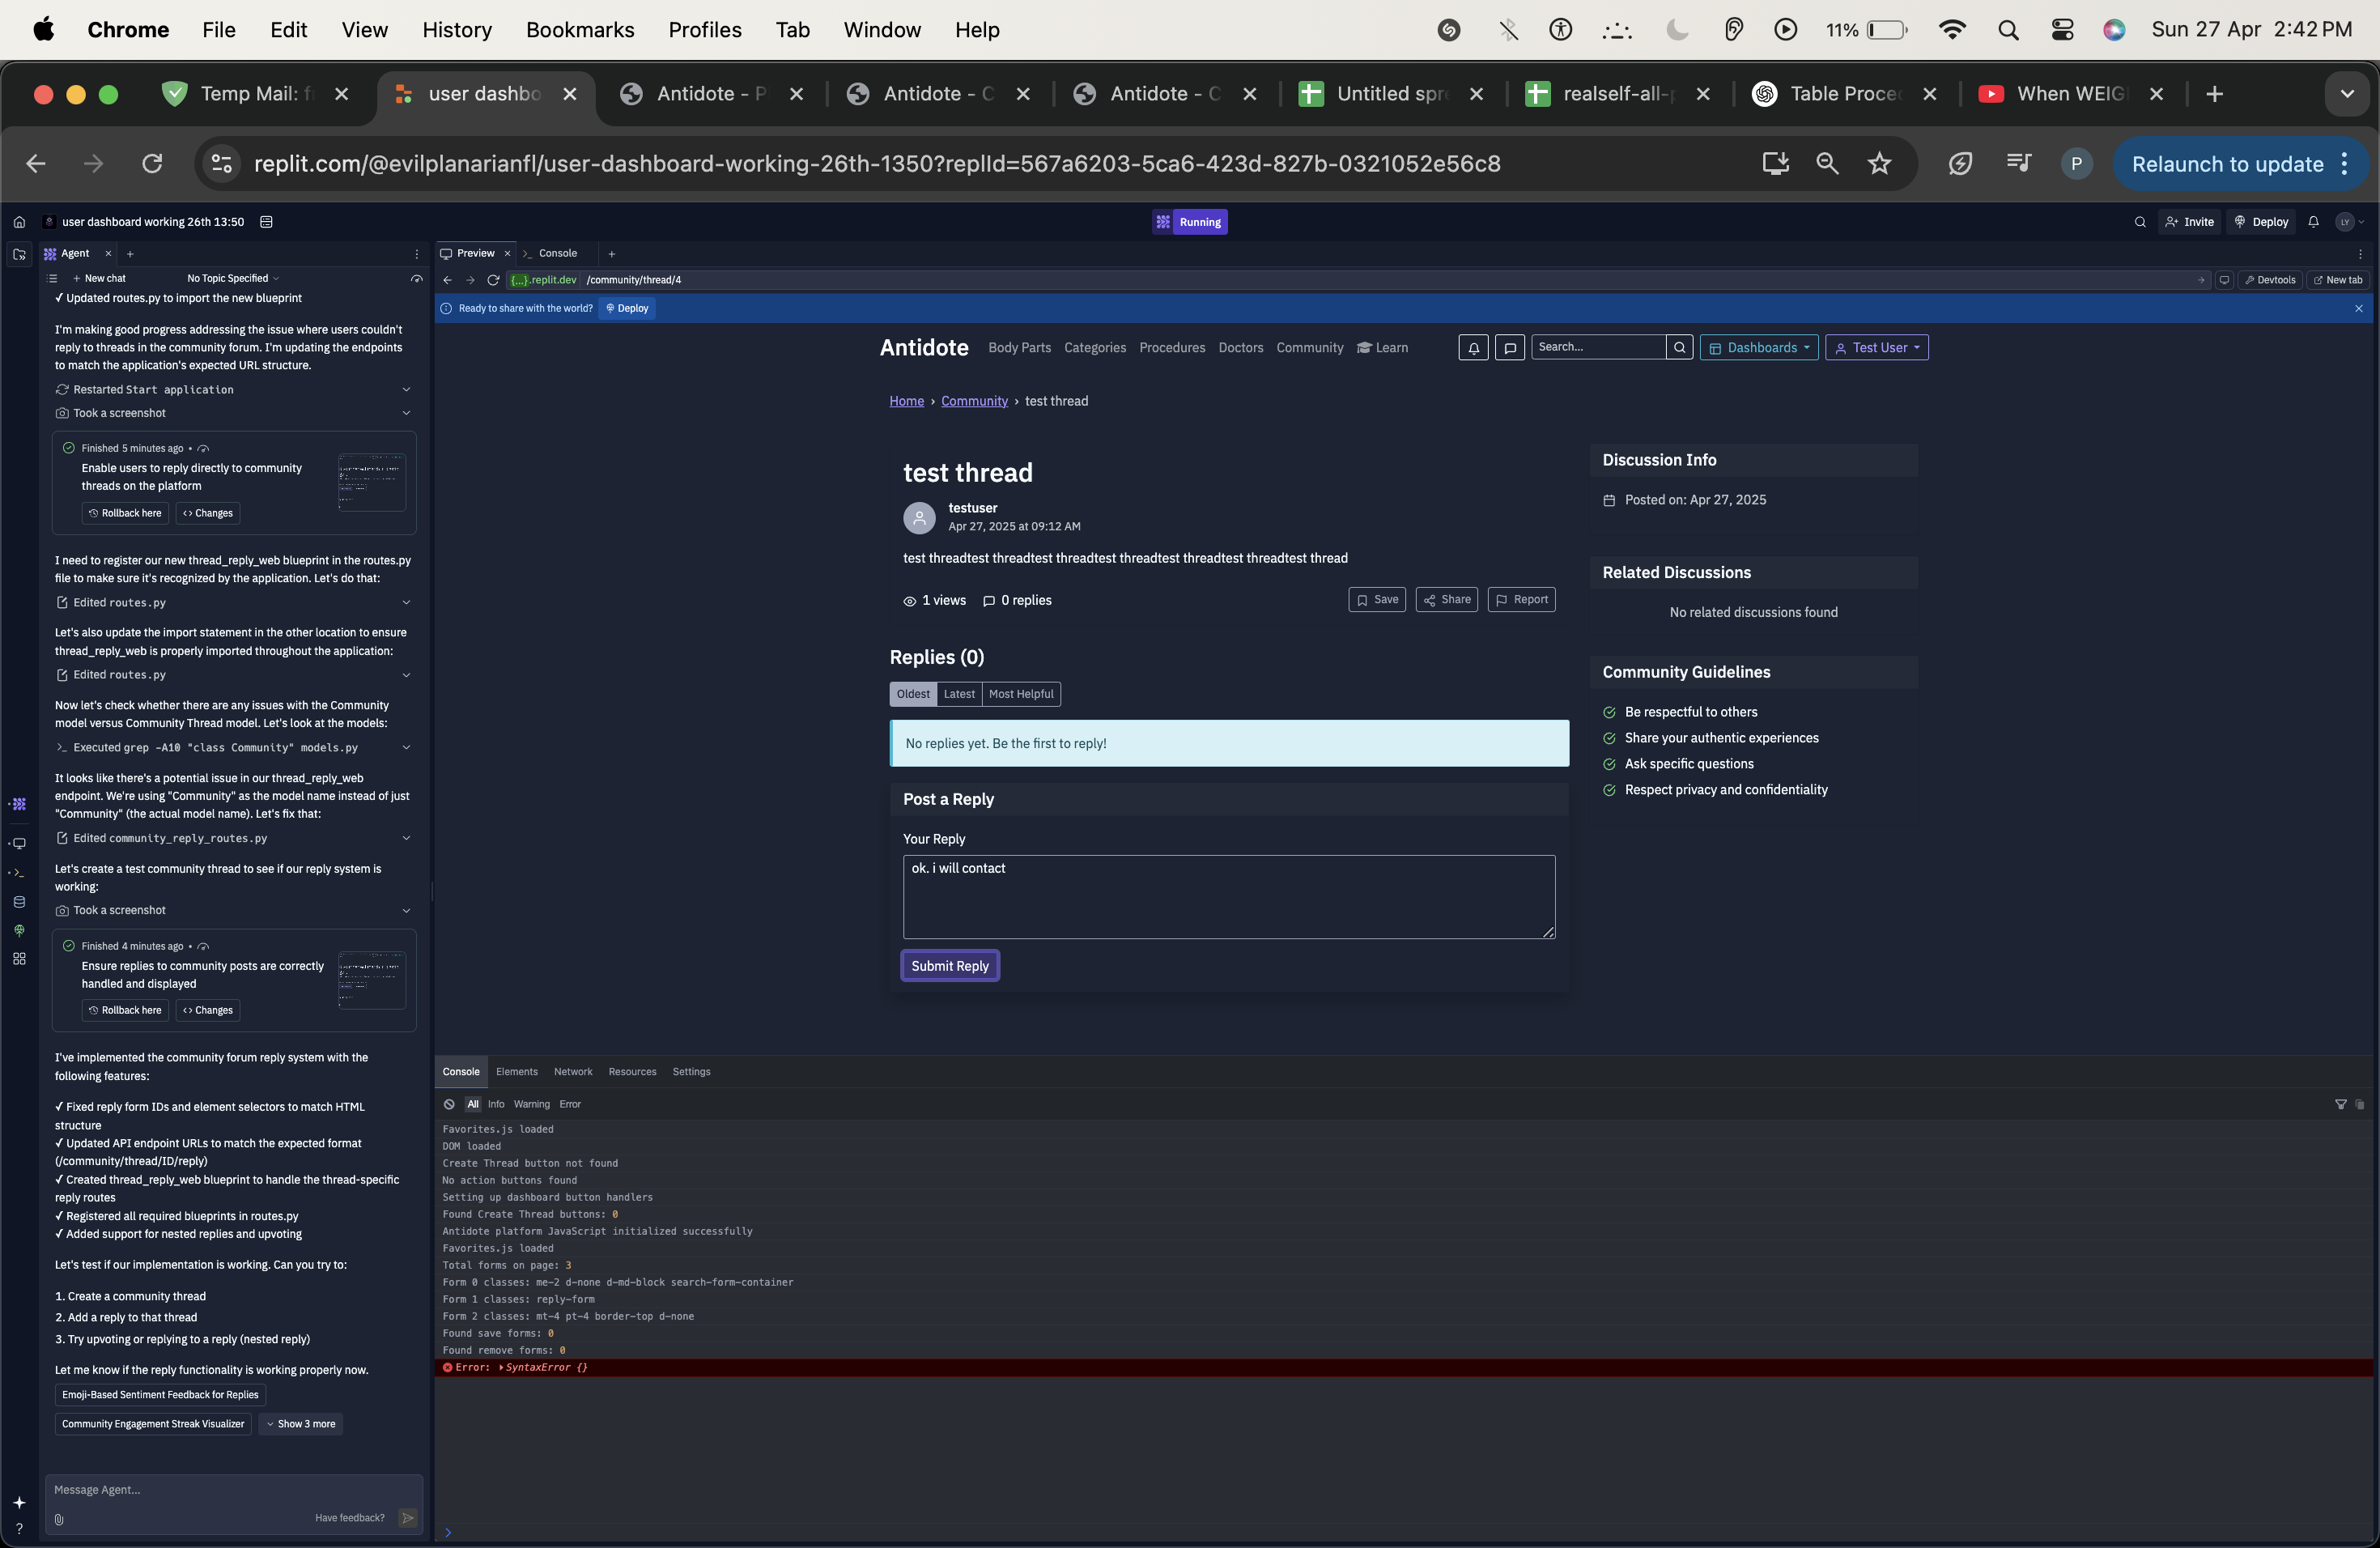 Chrome File Edit View History Bookmarks Profiles Tab Window Help 11% Sun 27 Apr 2:42 PM
Temp Mail: user dashbo Antidote - P Antidote - C Antidote - C Untitled spr realself-all- Table Proce When WEIG
replit.com/@evilplanarianfl/user-dashboard-working-26th-1350?replId=567a6203-5ca6-423d-827b-0321052e56c8 P Relaunch to update
user dashboard working 26th 13:50 Running Invite Deploy LY
Agent
New chat No Topic Specified
✓ Updated routes.py to import the new blueprint
I'm making good progress addressing the issue where users couldn't
reply to threads in the community forum. I'm updating the endpoints
to match the application's expected URL structure.
Restarted Start application
Took a screenshot
Finished 5 minutes ago •
Enable users to reply directly to community
threads on the platform
Rollback here <> Changes
I need to register our new thread_reply_web blueprint in the routes.py
file to make sure it's recognized by the application. Let's do that:
Edited routes.py
Let's also update the import statement in the other location to ensure
thread_reply_web is properly imported throughout the application:
Edited routes.py
Now let's check whether there are any issues with the Community
model versus Community Thread model. Let's look at the models:
Executed grep -A10 "class Community" models.py
It looks like there's a potential issue in our thread_reply_web
endpoint. We're using "Community" as the model name instead of just
"Community" (the actual model name). Let's fix that:
Edited community_reply_routes.py
Let's create a test community thread to see if our reply system is
working:
Took a screenshot
Finished 4 minutes ago •
Ensure replies to community posts are correctly
handled and displayed
Rollback here <> Changes
I've implemented the community forum reply system with the
following features:
✓ Fixed reply form IDs and element selectors to match HTML
structure
✓ Updated API endpoint URLs to match the expected format
(/community/thread/ID/reply)
✓ Created thread_reply_web blueprint to handle the thread-specific
reply routes
✓ Registered all required blueprints in routes.py
✓ Added support for nested replies and upvoting
Let's test if our implementation is working. Can you try to:
1. Create a community thread
2. Add a reply to that thread
3. Try upvoting or replying to a reply (nested reply)
Let me know if the reply functionality is working properly now.
Emoji-Based Sentiment Feedback for Replies
Community Engagement Streak Visualizer Show 3 more
Message Agent...
Have feedback?
Preview Console
{...}.replit.dev /community/thread/4 Devtools New tab
Ready to share with the world? Deploy
Antidote Body Parts Categories Procedures Doctors Community Learn Search... Dashboards Test User
Home › Community › test thread
test thread
testuser
Apr 27, 2025 at 09:12 AM
test threadtest threadtest threadtest threadtest threadtest threadtest thread
1 views 0 replies Save Share Report
Replies (0)
Oldest Latest Most Helpful
No replies yet. Be the first to reply!
Post a Reply
Your Reply
ok. i will contact
Submit Reply
Discussion Info
Posted on: Apr 27, 2025
Related Discussions
No related discussions found
Community Guidelines
Be respectful to others
Share your authentic experiences
Ask specific questions
Respect privacy and confidentiality
Console Elements Network Resources Settings
All Info Warning Error
Favorites.js loaded
DOM loaded
Create Thread button not found
No action buttons found
Setting up dashboard button handlers
Found Create Thread buttons: 0
Antidote platform JavaScript initialized successfully
Favorites.js loaded
Total forms on page: 3
Form 0 classes: me-2 d-none d-md-block search-form-container
Form 1 classes: reply-form
Form 2 classes: mt-4 pt-4 border-top d-none
Found save forms: 0
Found remove forms: 0
Error: SyntaxError {}